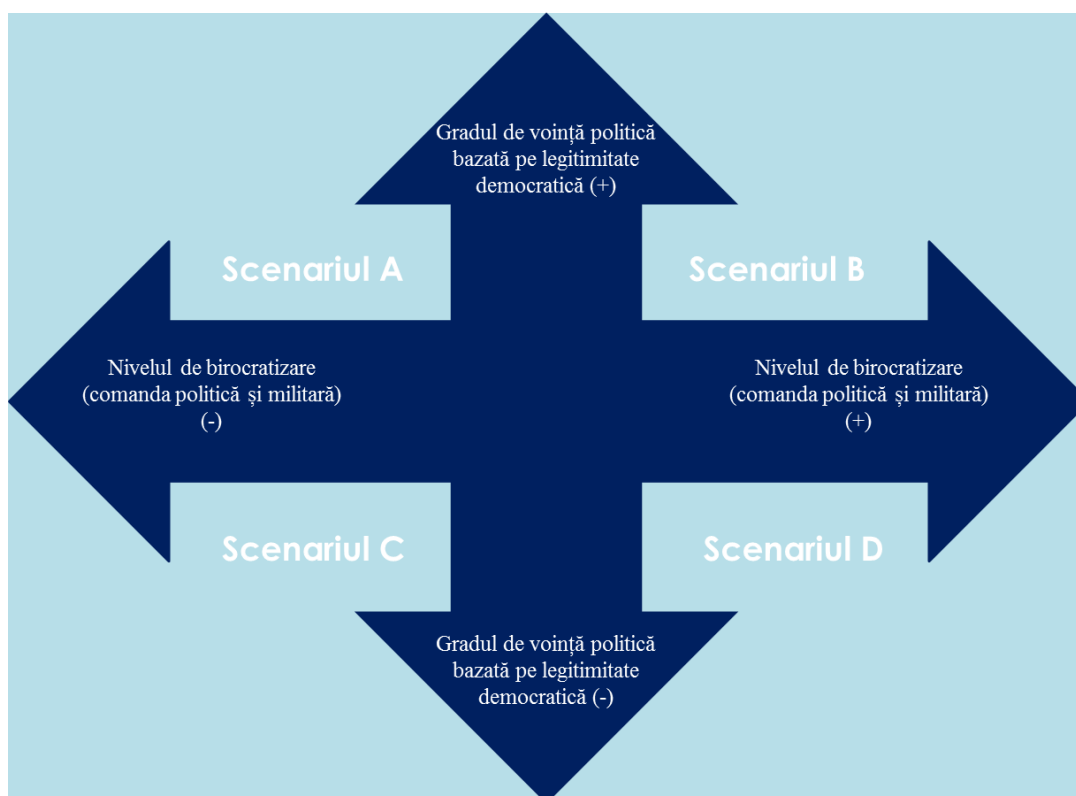 Gradul de voință politică
bazată pe legitimitate
democratică (+)
Scenariul A
Scenariul B
Nivelul de birocratizare
(comanda politică și militară)
(-)
Nivelul de birocratizare
(comanda politică și militară)
(+)
Scenariul C
Scenariul D
Gradul de voință politică
bazată pe legitimitate
democratică (-)